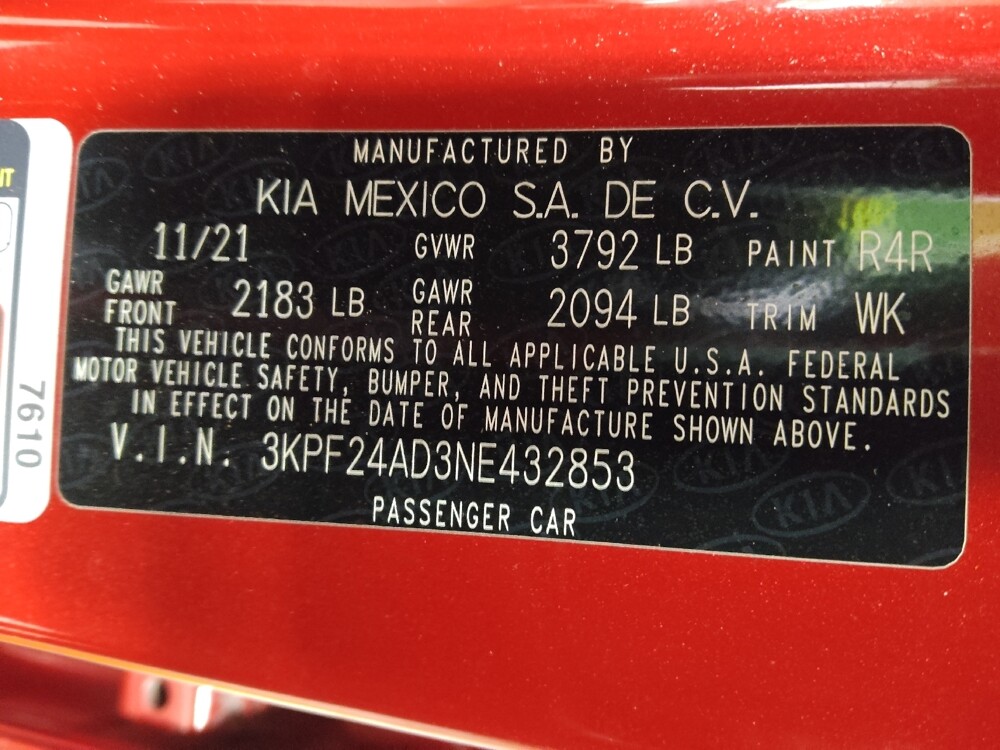 MANUFACTURED BY
KIA MEXICO S.A. DE C.V.
11/21 GVWR 3792 LB PAINT R4R
GAWR FRONT 2183 LB GAWR REAR 2094 LB TRIM WK
THIS VEHICLE CONFORMS TO ALL APPLICABLE U.S.A. FEDERAL
MOTOR VEHICLE SAFETY, BUMPER, AND THEFT PREVENTION STANDARDS
IN EFFECT ON THE DATE OF MANUFACTURE SHOWN ABOVE.
V.I.N. 3KPF24AD3NE432853
PASSENGER CAR
7610
KIA